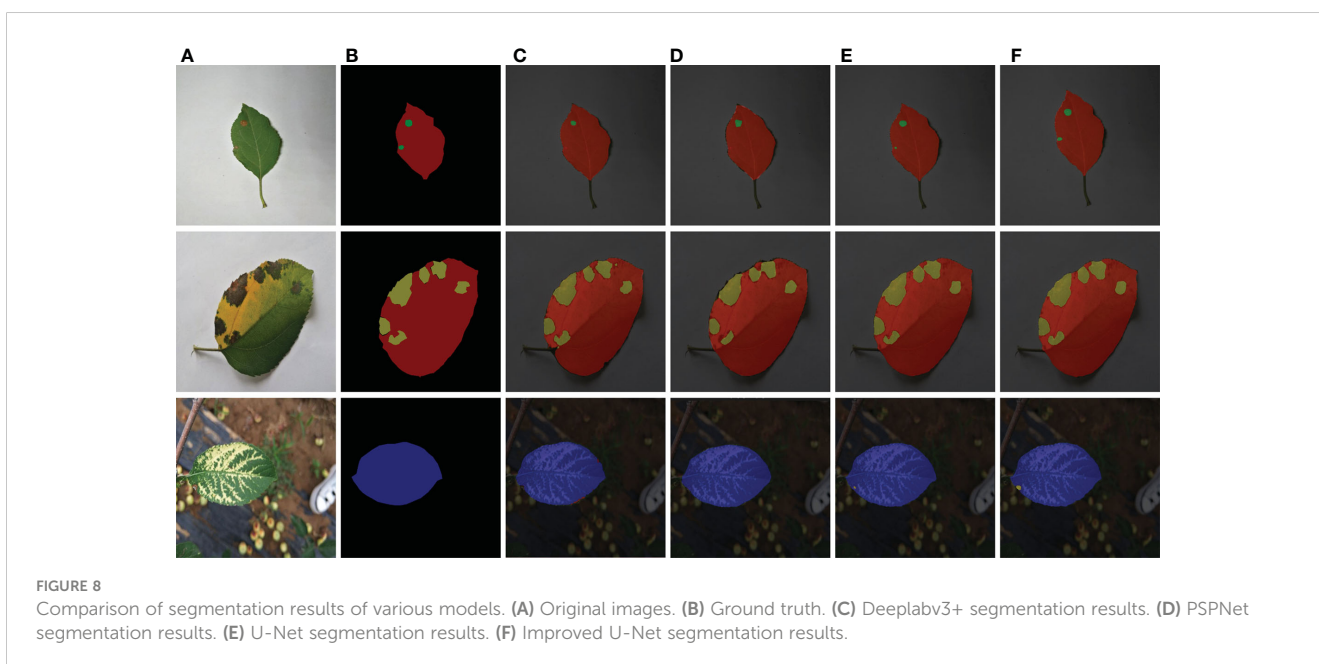 A B C D E F
FIGURE 8
Comparison of segmentation results of various models. (A) Original images. (B) Ground truth. (C) Deeplabv3+ segmentation results. (D) PSPNet
segmentation results. (E) U-Net segmentation results. (F) Improved U-Net segmentation results.